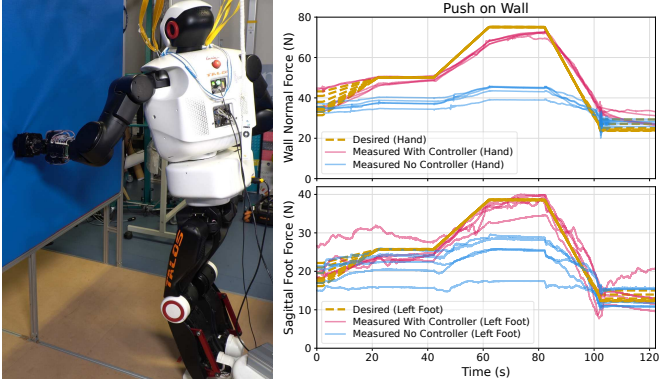 TALOS
Push on Wall
Wall Normal Force (N)
80
60
40
20
0
Desired (Hand)
Measured With Controller (Hand)
Measured No Controller (Hand)
Sagittal Foot Force (N)
40
30
20
10
0
Desired (Left Foot)
Measured With Controller (Left Foot)
Measured No Controller (Left Foot)
0
20
40
60
80
100
120
Time (s)